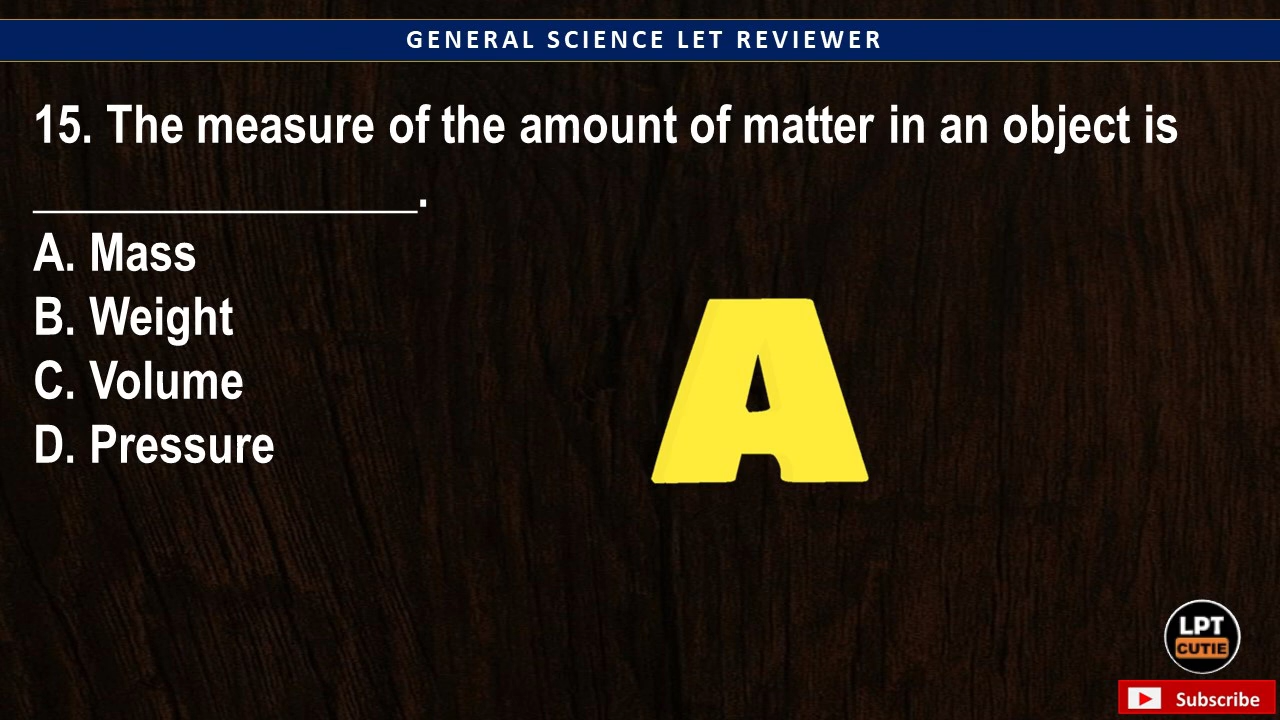 GENERAL SCIENCE LET REVIEWER
15. The measure of the amount of matter in an object is
_______________.
A. Mass
B. Weight
C. Volume
D. Pressure
A
LPT
CUTIE
Subscribe